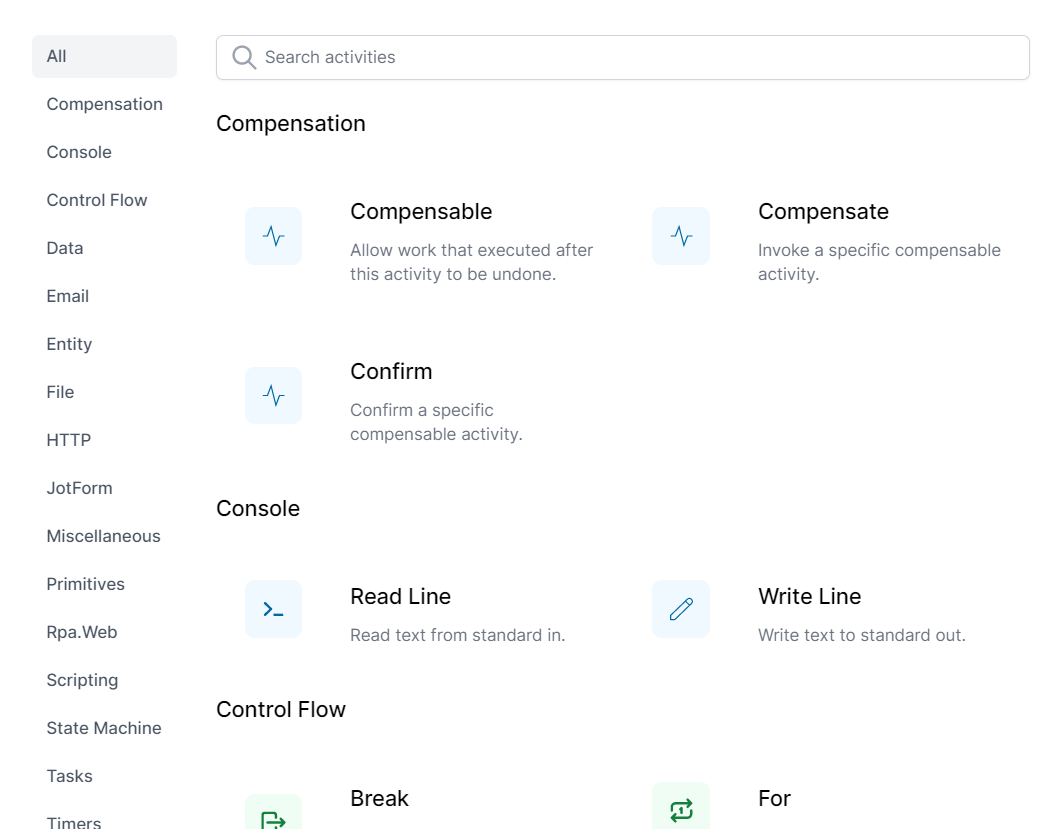 All
Compensation
Console
Control Flow
Data
Email
Entity
File
HTTP
JotForm
Miscellaneous
Primitives
Rpa.Web
Scripting
State Machine
Tasks
Timers
Search activities
Compensation
Compensable
Allow work that executed after
this activity to be undone.
Compensate
Invoke a specific compensable
activity.
Confirm
Confirm a specific
compensable activity.
Console
Read Line
Read text from standard in.
Write Line
Write text to standard out.
Control Flow
Break
For